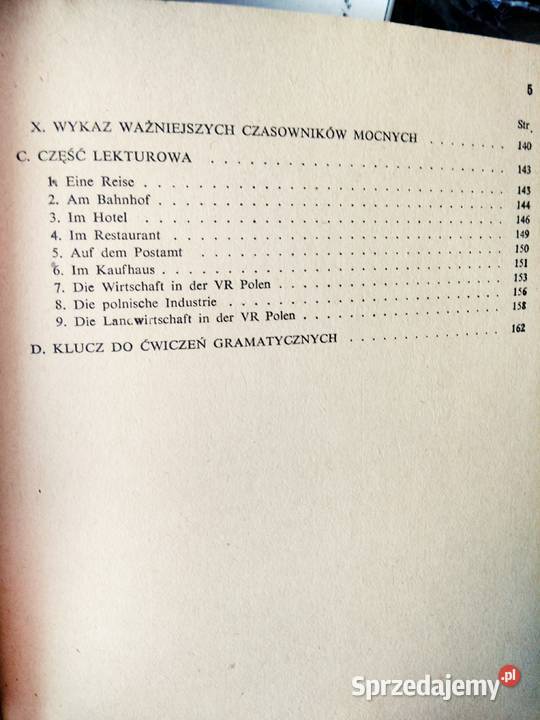 5
Str.
X. WYKAZ WAŻNIEJSZYCH CZASOWNIKÓW MOCNYCH . . . . . . . 140
C. CZĘŚĆ LEKTUROWA . . . . . . . . . . . . . . . . . . . 143
1. Eine Reise . . . . . . . . . . . . . . . . . . . . . . 143
2. Am Bahnhof . . . . . . . . . . . . . . . . . . . . . . 144
3. Im Hotel . . . . . . . . . . . . . . . . . . . . . . 146
4. Im Restaurant . . . . . . . . . . . . . . . . . . . . 149
5. Auf dem Postamt . . . . . . . . . . . . . . . . . . . 150
6. Im Kaufhaus . . . . . . . . . . . . . . . . . . . . . 151
7. Die Wirtschaft in der VR Polen . . . . . . . . . . . . 153
8. Die polnische Industrie . . . . . . . . . . . . . . . 156
9. Die Landwirtschaft in der VR Polen . . . . . . . . . . 158
D. KLUCZ DO ĆWICZEŃ GRAMATYCZNYCH . . . . . . . . . . . 162
Sprzedajemy.pl